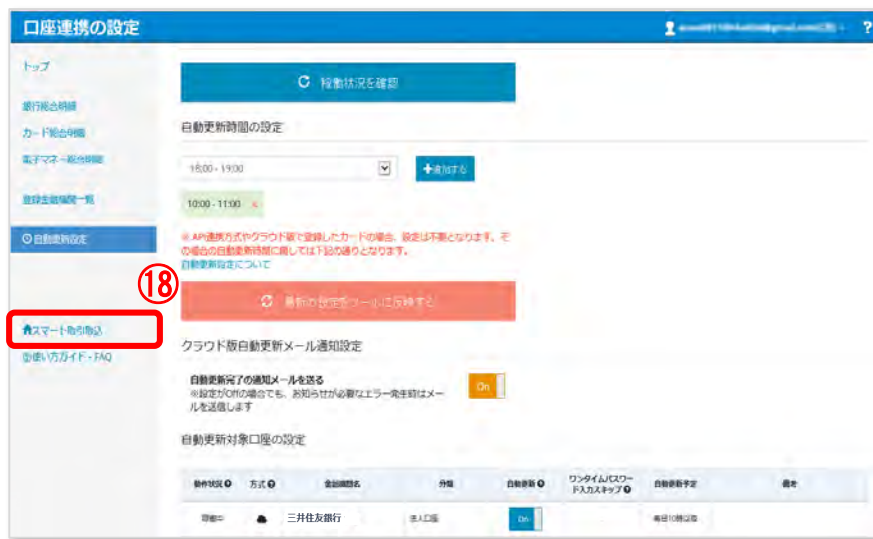 口座連携の設定
?
トップ
銀行総合明細
カード総合明細
電子マネー総合明細
登録金融機関一覧
自動更新設定
スマート取引取込
使い方ガイド・FAQ
稼動状況を確認
自動更新時間の設定
18:00 - 19:00
+追加する
10:00 - 11:00 ×
※ API連携方式やクラウド版で登録したカードの場合、設定は不要となります。そ
の場合の自動更新時間に関しては下記の通りとなります。
自動更新設定について
⑱
最新の設定をツールに反映する
クラウド版自動更新メール通知設定
自動更新完了の通知メールを送る
※設定がOffの場合でも、お知らせが必要なエラー発生時はメー
ルを送信します
On
自動更新対象口座の設定
動作状況 方式 金融機関名 分類 自動更新 ワンタイムパスワー
ド入力スキップ 自動更新予定 備考
稼働中 三井住友銀行 法人口座 On 毎日10時以降